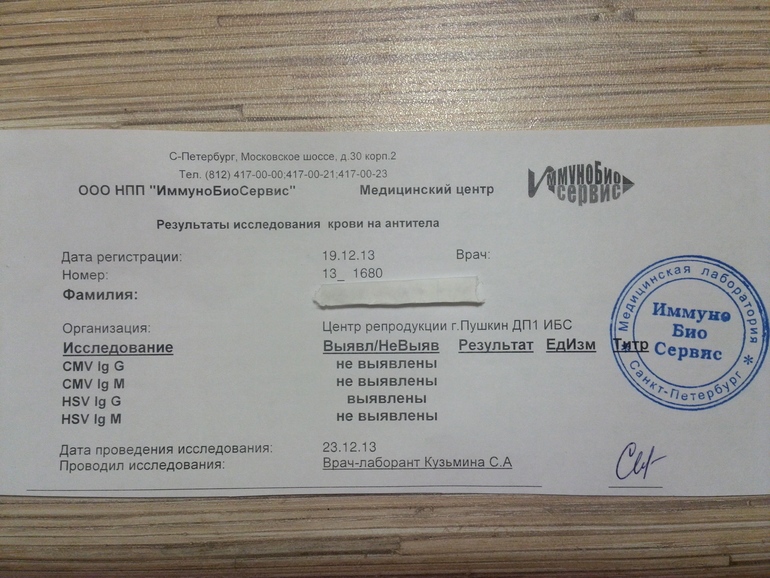 С-Петербург, Московское шоссе, д.30 корп.2
Тел. (812) 417-00-00;417-00-21;417-00-23
ООО НПП "ИммуноБиоСервис" Медицинский центр
ИммуноБио
сервис
Результаты исследования крови на антитела
Дата регистрации: 19.12.13 Врач:
Номер: 13_ 1680
Фамилия:
Организация: Центр репродукции г.Пушкин ДП1 ИБС
Исследование Выявл/НеВыяв Результат ЕдИзм Титр
CMV Ig G не выявлены
CMV Ig M не выявлены
HSV Ig G выявлены
HSV Ig M не выявлены
Дата проведения исследования: 23.12.13
Проводил исследования: Врач-лаборант Кузьмина С.А
Медицинская лаборатория
Иммуно
Био
Сервис
* Санкт-Петербург *